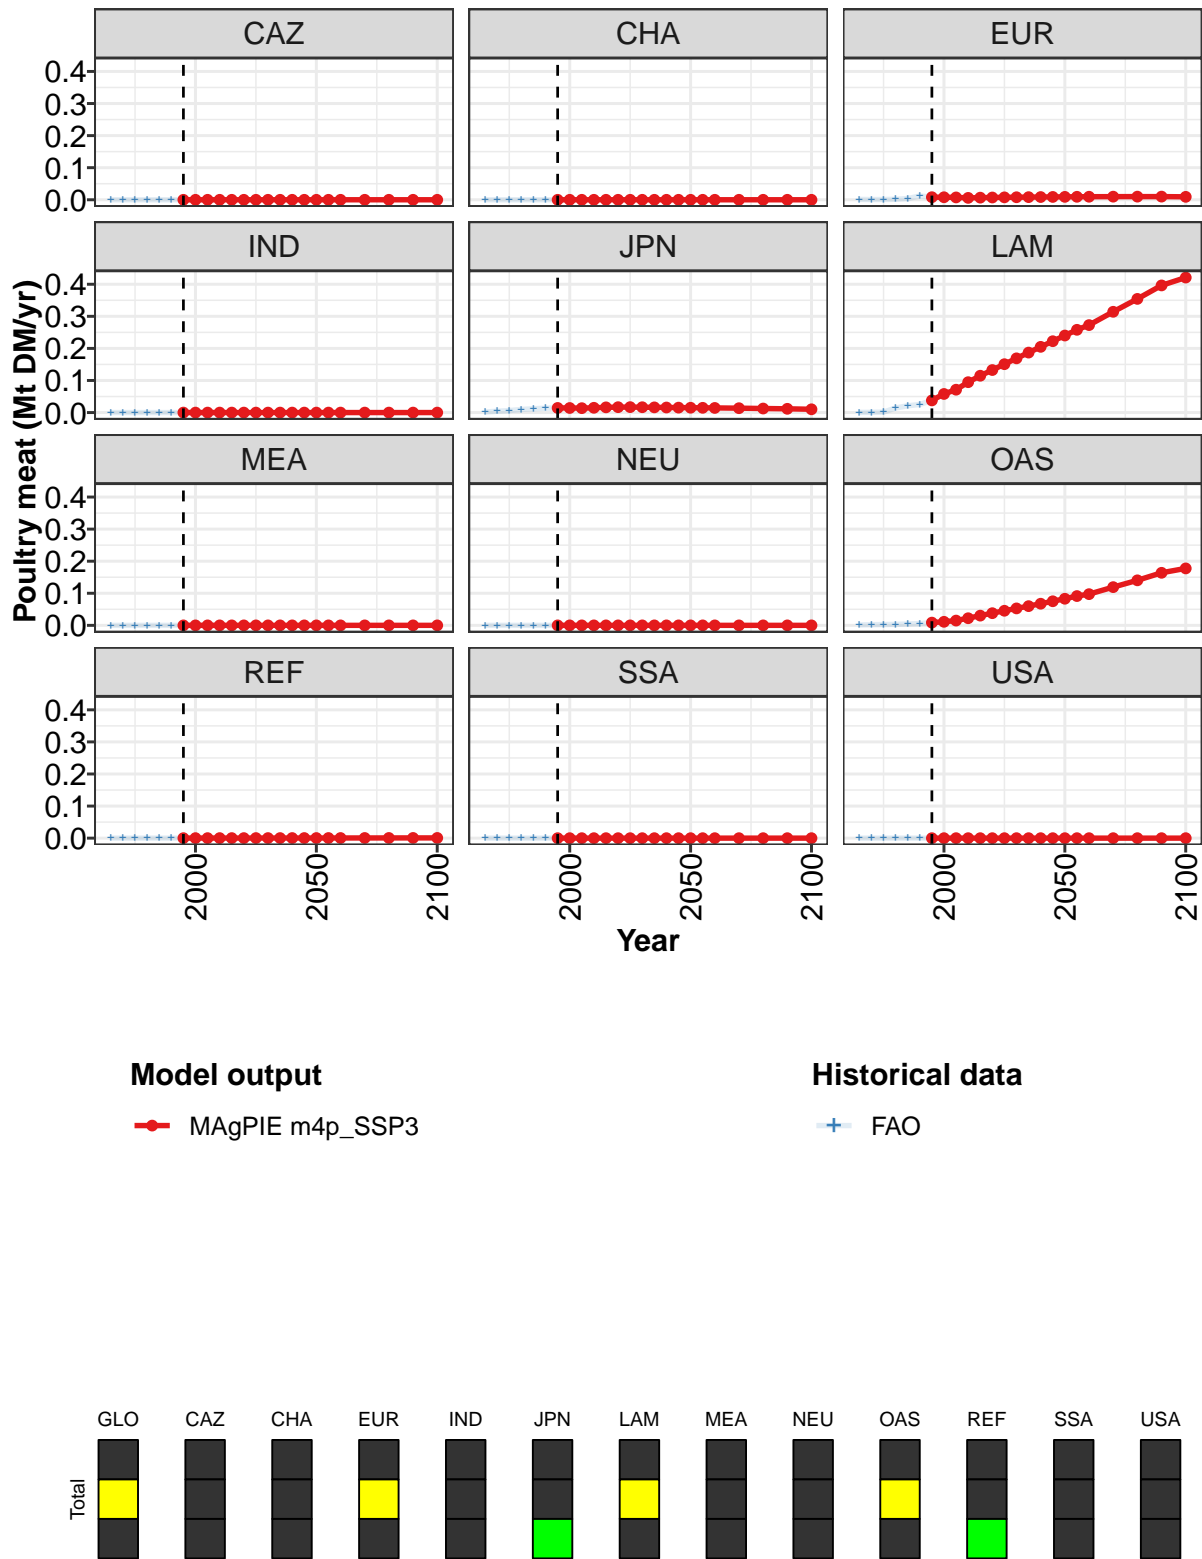 CAZ CHA EUR
0.4
0.3
0.2
0.1
0.0
IND JPN LAM
0.4
0.3
0.2
0.1
0.0
MEA NEU OAS
0.4
0.3
0.2
0.1
0.0
REF SSA USA
0.4
0.3
0.2
0.1
0.0
Poultry meat (Mt DM/yr)
2000 2050 2100 2000 2050 2100 2000 2050 2100
Year
Model output Historical data
MAgPIE m4p_SSP3 FAO
GLO CAZ CHA EUR IND JPN LAM MEA NEU OAS REF SSA USA
Total